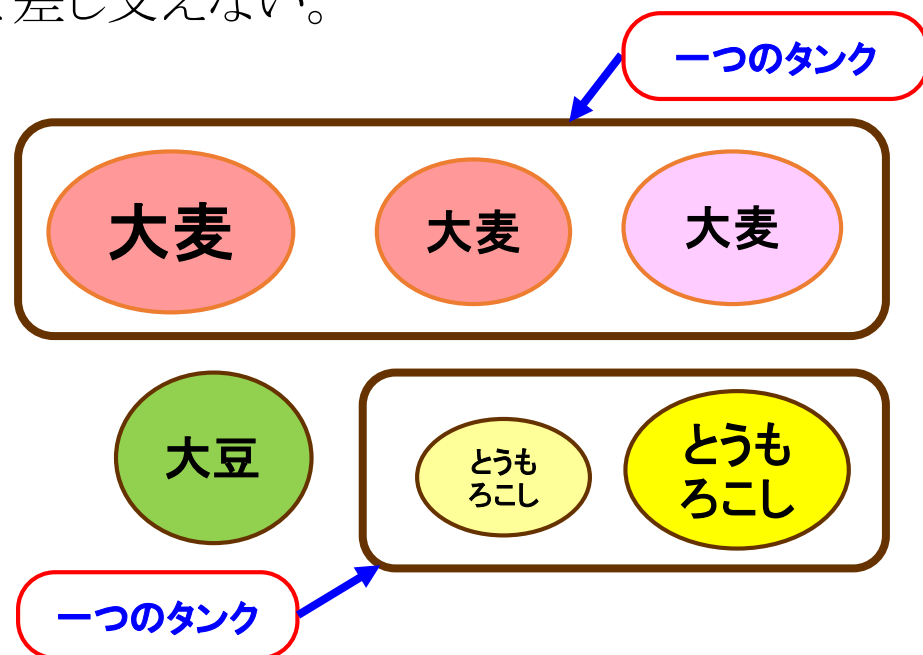 差し支えない。
一つのタンク
大麦
大麦
大麦
大豆
とうも
ろこし
とうも
ろこし
一つのタンク